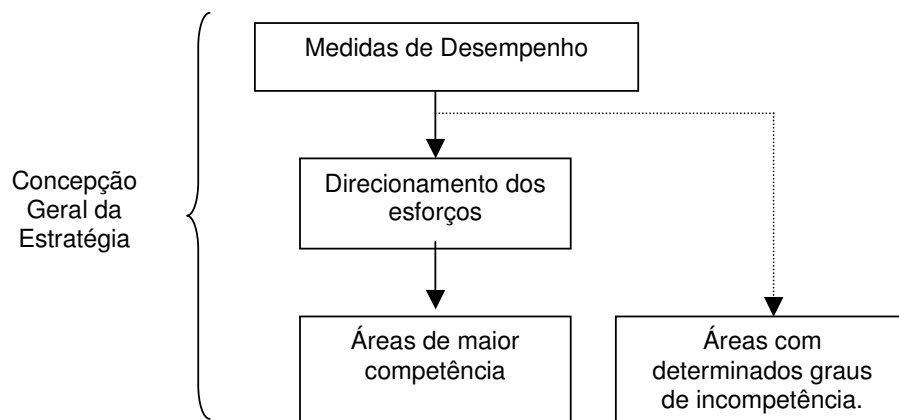 Medidas de Desempenho
Concepção
Geral da
Estratégia
Direcionamento dos
esforços
Áreas de maior
competência
Áreas com
determinados graus
de incompetência.